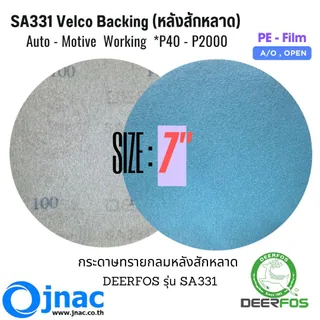 SA331 Velco Backing (หลังสักหลาด)
Auto - Motive Working *P40 - P2000
PE - Film
A/O , OPEN
SIZE : 7"
100
100
กระดาษทรายกลมหลังสักหลาด
DEERFOS รุ่น SA331
jnac
www.jnac.co.th
DEERFOS